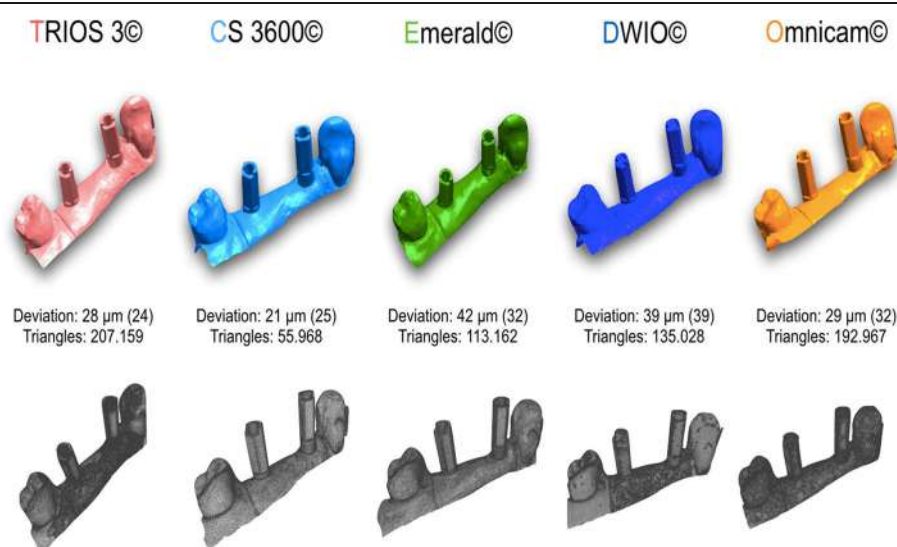 TRIOS 3© CS 3600© Emerald© DWIO© Omnicam©
Deviation: 28 µm (24) Deviation: 21 µm (25) Deviation: 42 µm (32) Deviation: 39 µm (39) Deviation: 29 µm (32)
Triangles: 207.159 Triangles: 55.968 Triangles: 113.162 Triangles: 135.028 Triangles: 192.967